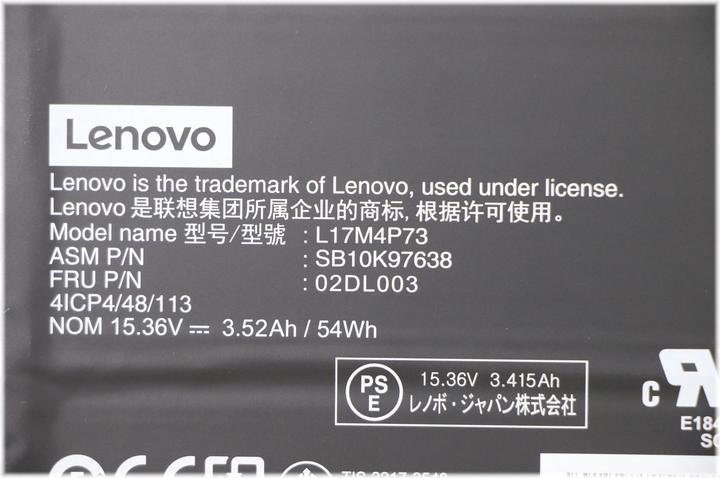 Lenovo
Lenovo is the trademark of Lenovo, used under license.
Lenovo 是联想集团所属企业的商标, 根据许可使用。
Model name 型号/型號 : L17M4P73
ASM P/N : SB10K97638
FRU P/N : 02DL003
4ICP4/48/113
NOM 15.36V⎓ 3.52Ah / 54Wh
PS
E
15.36V 3.415Ah
レノボ・ジャパン株式会社
c
E184